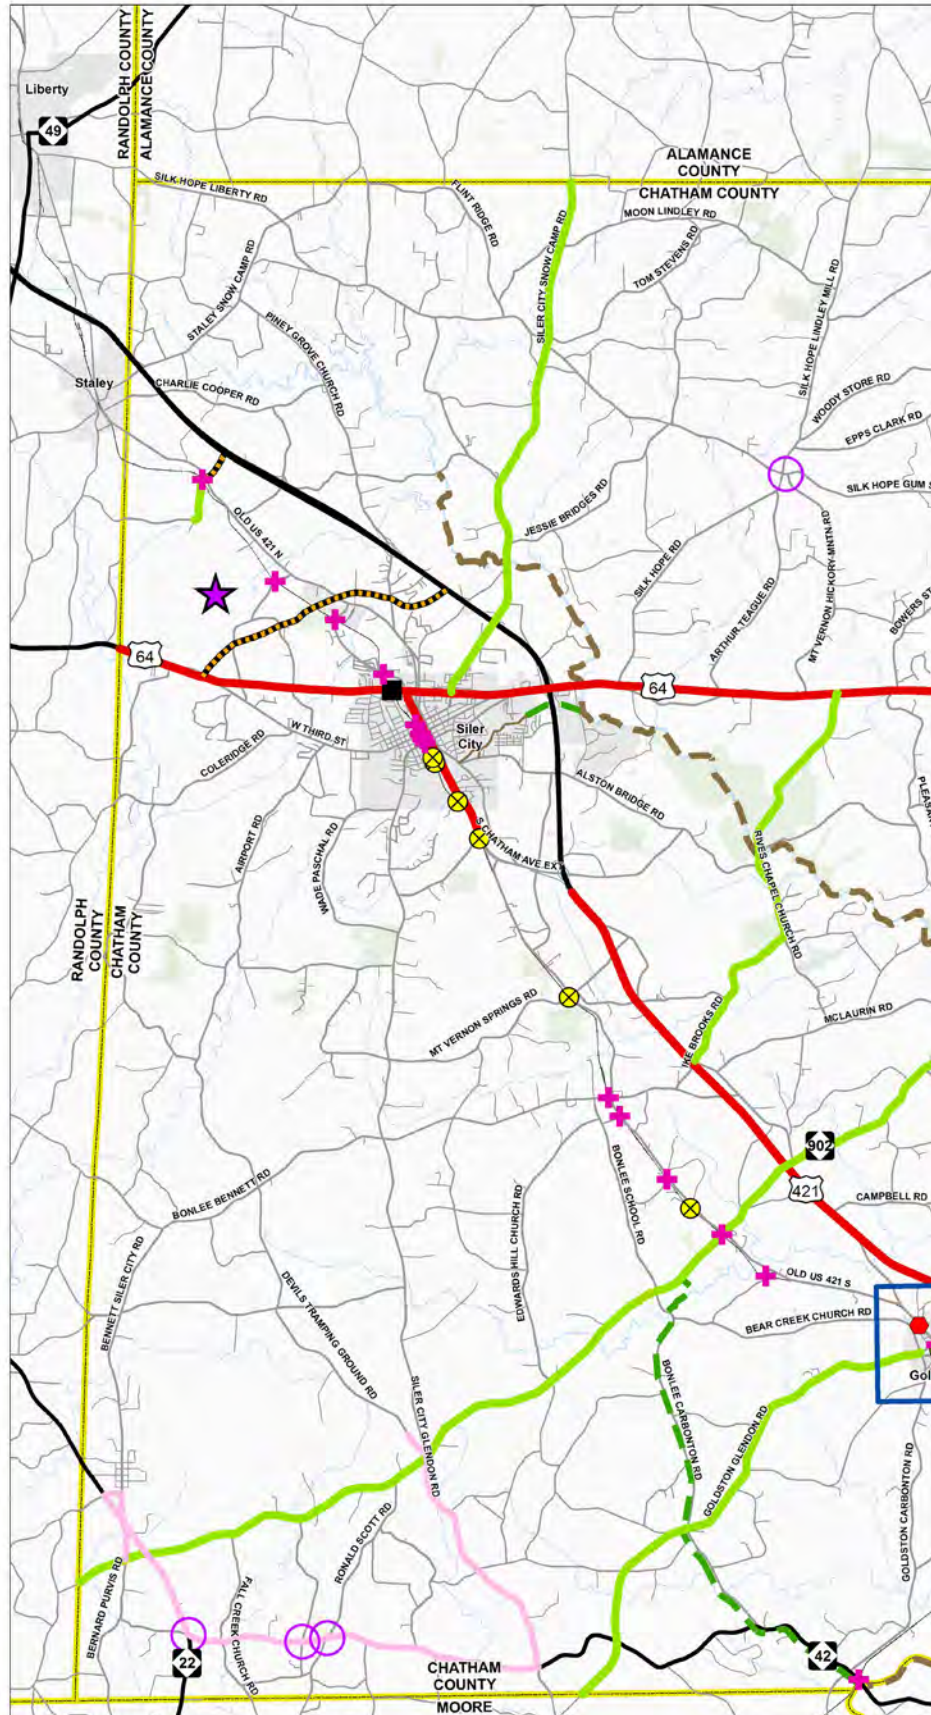 RANDOLPH COUNTY
ALAMANCE COUNTY
Liberty
49
ALAMANCE
COUNTY
CHATHAM COUNTY
SILK HOPE LIBERTY RD
FLINT RIDGE RD
MOON LINDLEY RD
TOM STEVENS RD
SILER CITY SNOW CAMP RD
STALEY SNOW CAMP RD
SILK HOPE LINDLEY MILL RD
PINEY GROVE CHURCH RD
Staley
CHARLIE COOPER RD
WOODY STORE RD
EPPS CLARK RD
SILK HOPE GUM S
OLD US 421 N
JESSIE BRIDGES RD
SILK HOPE RD
ARTHUR TEAGUE RD
MT VERNON HICKORY MNTN RD
BOWERS ST
64
64
W THIRD ST
Siler
City
COLERIDGE RD
ALSTON BRIDGE RD
PLEASANT
AIRPORT RD
WADE PASCHAL RD
S CHATHAM AVE EXT
RIVES CHAPEL CHURCH RD
RANDOLPH
COUNTY
CHATHAM
COUNTY
MT VERNON SPRINGS RD
IKE BROOKS RD
MCLAURIN RD
902
421
BONLEE BENNETT RD
BONLEE SCHOOL RD
CAMPBELL RD
EDWARDS HILL CHURCH RD
BENNETT SILER CITY RD
DEVILS TRAMPING GROUND RD
OLD US 421 S
BEAR CREEK CHURCH RD
Gol
SILER CITY GLENDON RD
BONLEE CARBONTON RD
GOLDSTON GLENDON RD
GOLDSTON CARBONTON RD
RONALD SCOTT RD
BERNARD PURVIS RD
FALL CREEK CHURCH RD
22
42
CHATHAM
COUNTY
MOORE